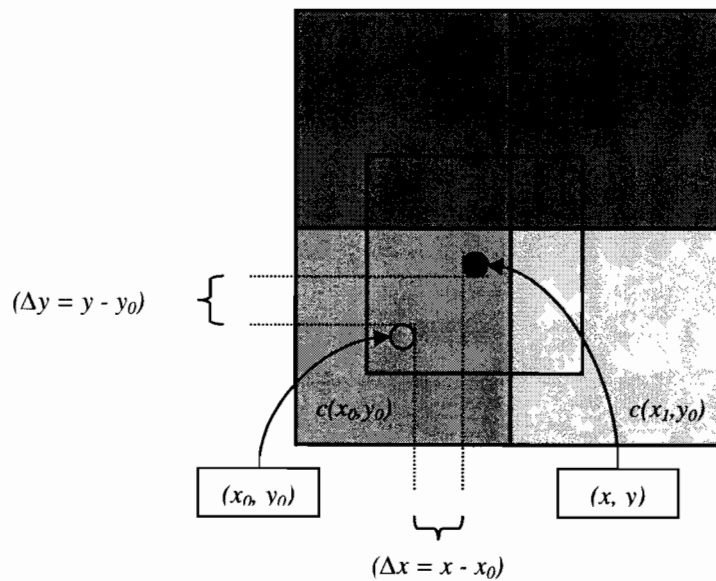 (Δy = y - y₀)
c(x₀,y₀)
c(x₁,y₀)
(x₀, y₀)
(x, y)
(Δx = x - x₀)